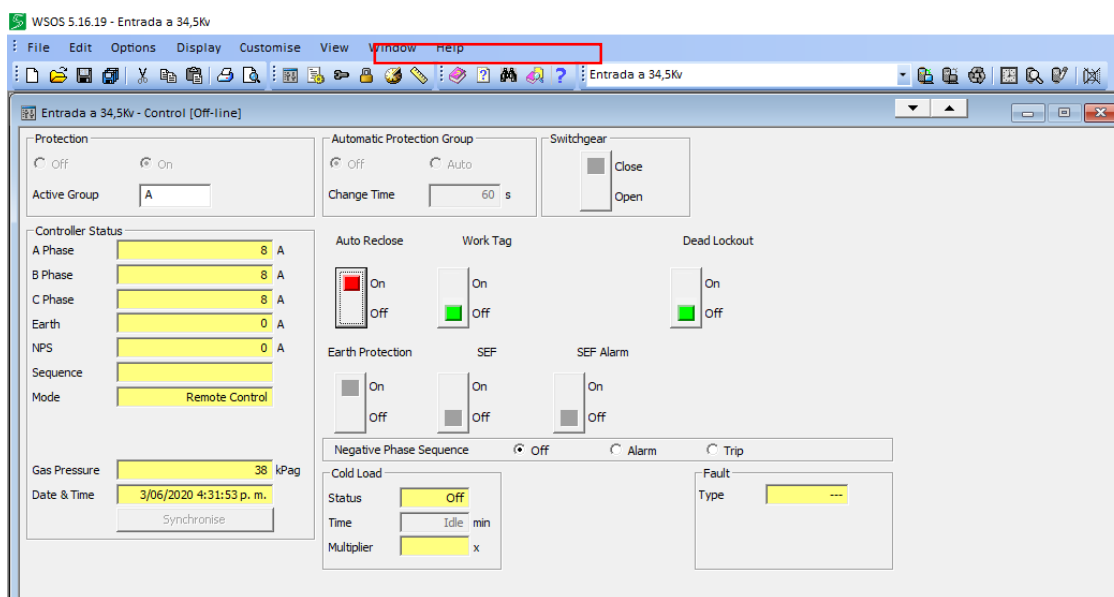 WSOS 5.16.19 - Entrada a 34,5Kv
File Edit Options Display Customise View Window Help
Entrada a 34,5Kv
Entrada a 34,5Kv - Control [Off-line]
Protection
Off On
Active Group A
Automatic Protection Group
Off Auto
Change Time 60 s
Switchgear
Close
Open
Controller Status
A Phase 8 A
B Phase 8 A
C Phase 8 A
Earth 0 A
NPS 0 A
Sequence
Mode Remote Control
Gas Pressure 38 kPag
Date & Time 3/06/2020 4:31:53 p. m.
Synchronise
Auto Reclose Work Tag Dead Lockout
On On On
Off Off Off
Earth Protection SEF SEF Alarm
On On On
Off Off Off
Negative Phase Sequence Off Alarm Trip
Cold Load
Status Off
Time Idle min
Multiplier x
Fault
Type ---